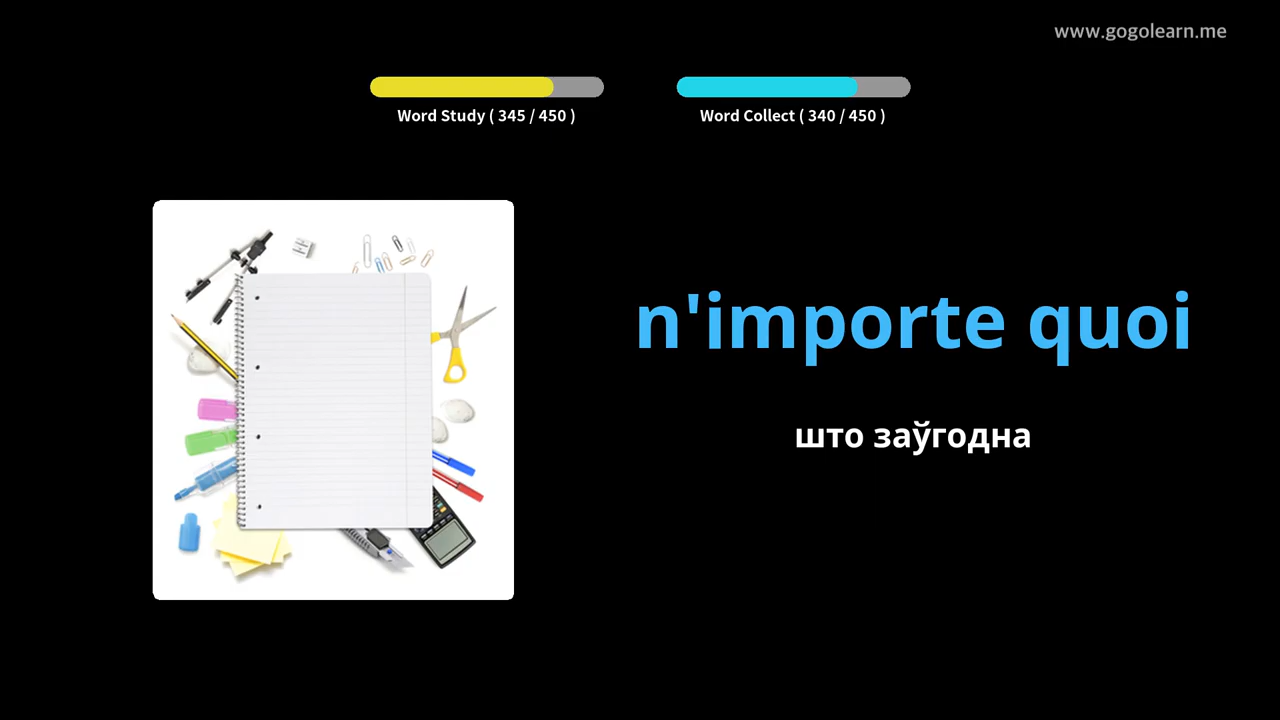 www.gogolearn.me
Word Study ( 345 / 450 )
Word Collect ( 340 / 450 )
n'importe quoi
што заўгодна